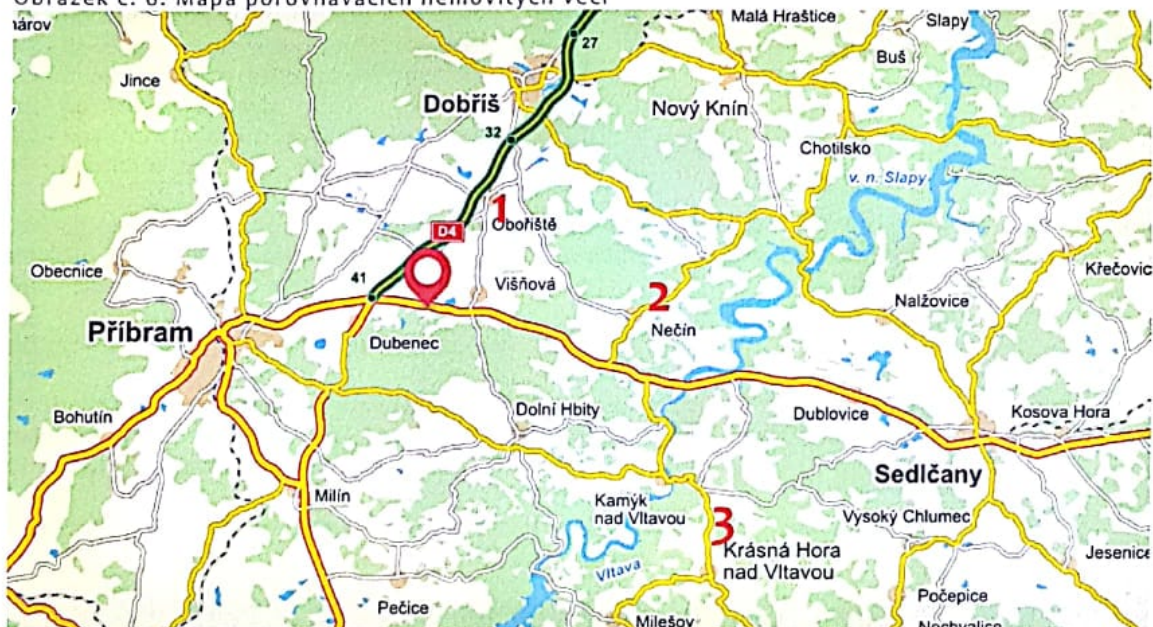 Obrázek č. 6: Mapa porovnávacích nemovitých věcí
Malá Hraštice
Slapy
27
Buš
Jince
Dobříš
Nový Knín
32
Chotilsko
v. n. Slapy
1
Obořiště
D4
Obecnice
41
Křečovic
Višňová
2
Nalžovice
Příbram
Nečín
Dubenec
Bohutín
Dolní Hbity
Dublovice
Kosova Hora
Sedlčany
Milín
Kamýk
nad Vltavou
Vysoký Chlumec
3
Krásná Hora
nad Vltavou
Jesenice
Vltava
Pečice
Počepice
Milešov